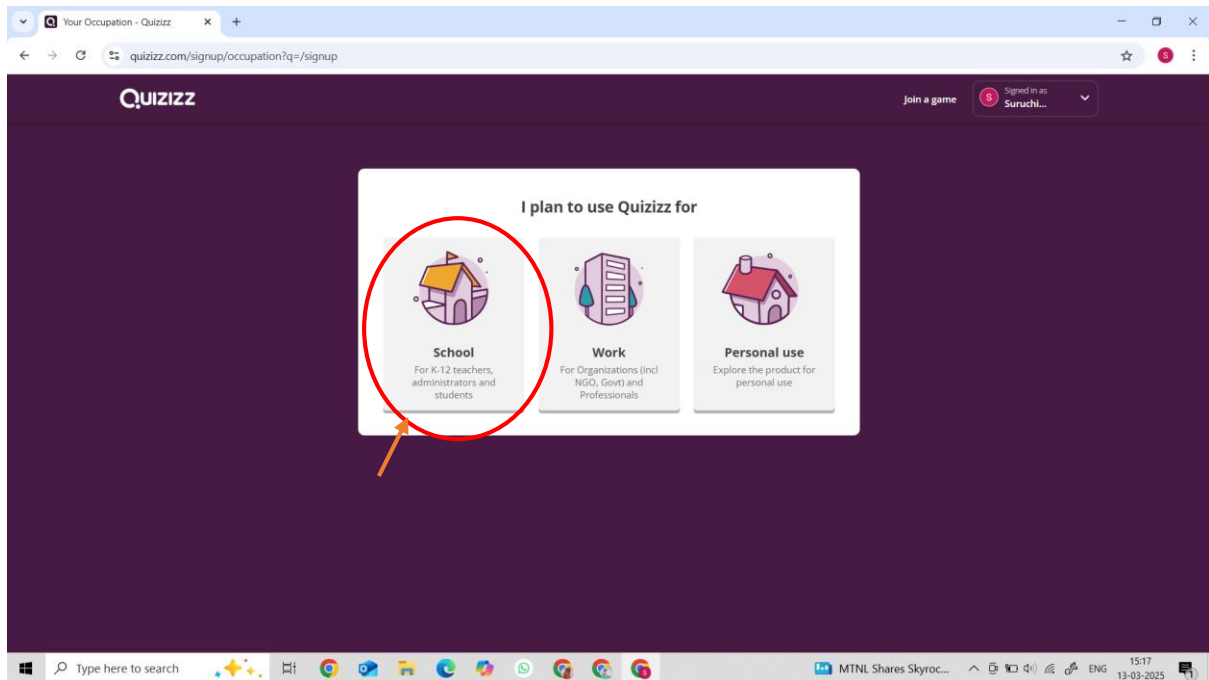 Your Occupation - Quizizz
quizizz.com/signup/occupation?q=/signup
S
QUIZIZZ
Join a game
S
Signed in as
Suruchi...
I plan to use Quizizz for
School
For K-12 teachers,
administrators and
students
Work
For Organizations (incl
NGO, Govt) and
Professionals
Personal use
Explore the product for
personal use
Type here to search
MTNL Shares Skyroc...
ENG
15:17
13-03-2025
1